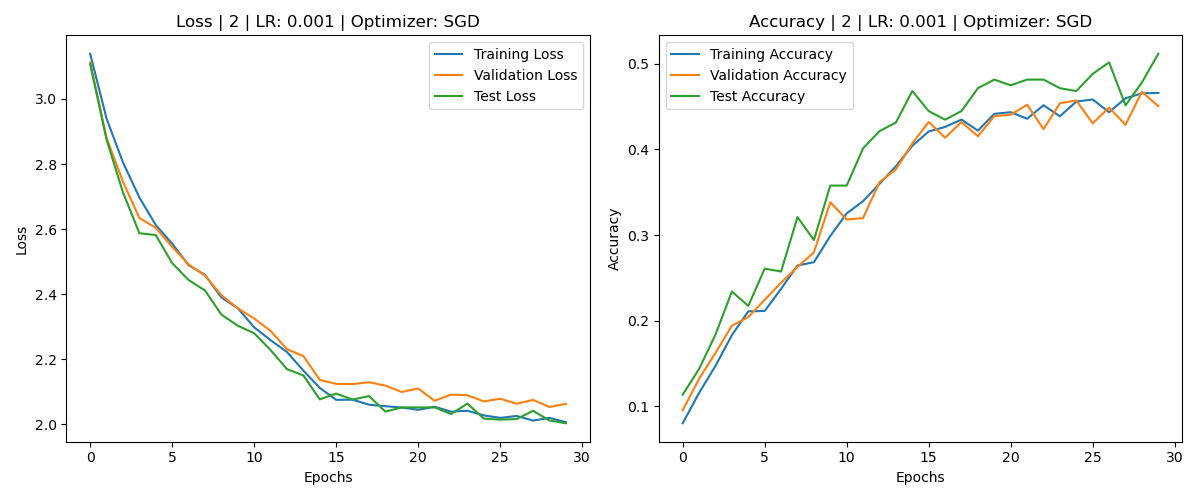 Loss | 2 | LR: 0.001 | Optimizer: SGD
Training Loss
Validation Loss
Test Loss
3.0
2.8
2.6
2.4
2.2
2.0
Loss
0 5 10 15 20 25 30
Epochs
Accuracy | 2 | LR: 0.001 | Optimizer: SGD
Training Accuracy
Validation Accuracy
Test Accuracy
0.5
0.4
0.3
0.2
0.1
Accuracy
0 5 10 15 20 25 30
Epochs